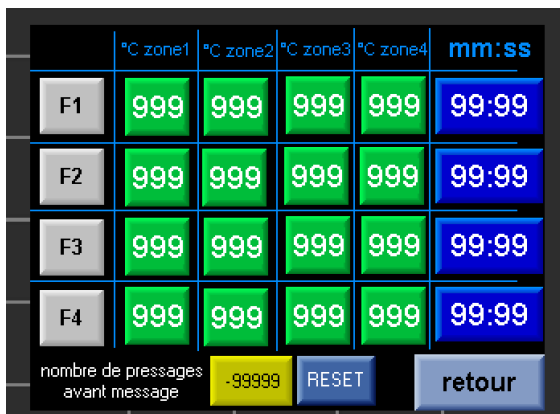 °C zone1 °C zone2 °C zone3 °C zone4 mm:ss
F1 999 999 999 999 99:99
F2 999 999 999 999 99:99
F3 999 999 999 999 99:99
F4 999 999 999 999 99:99
nombre de pressages
avant message
-99999 RESET retour